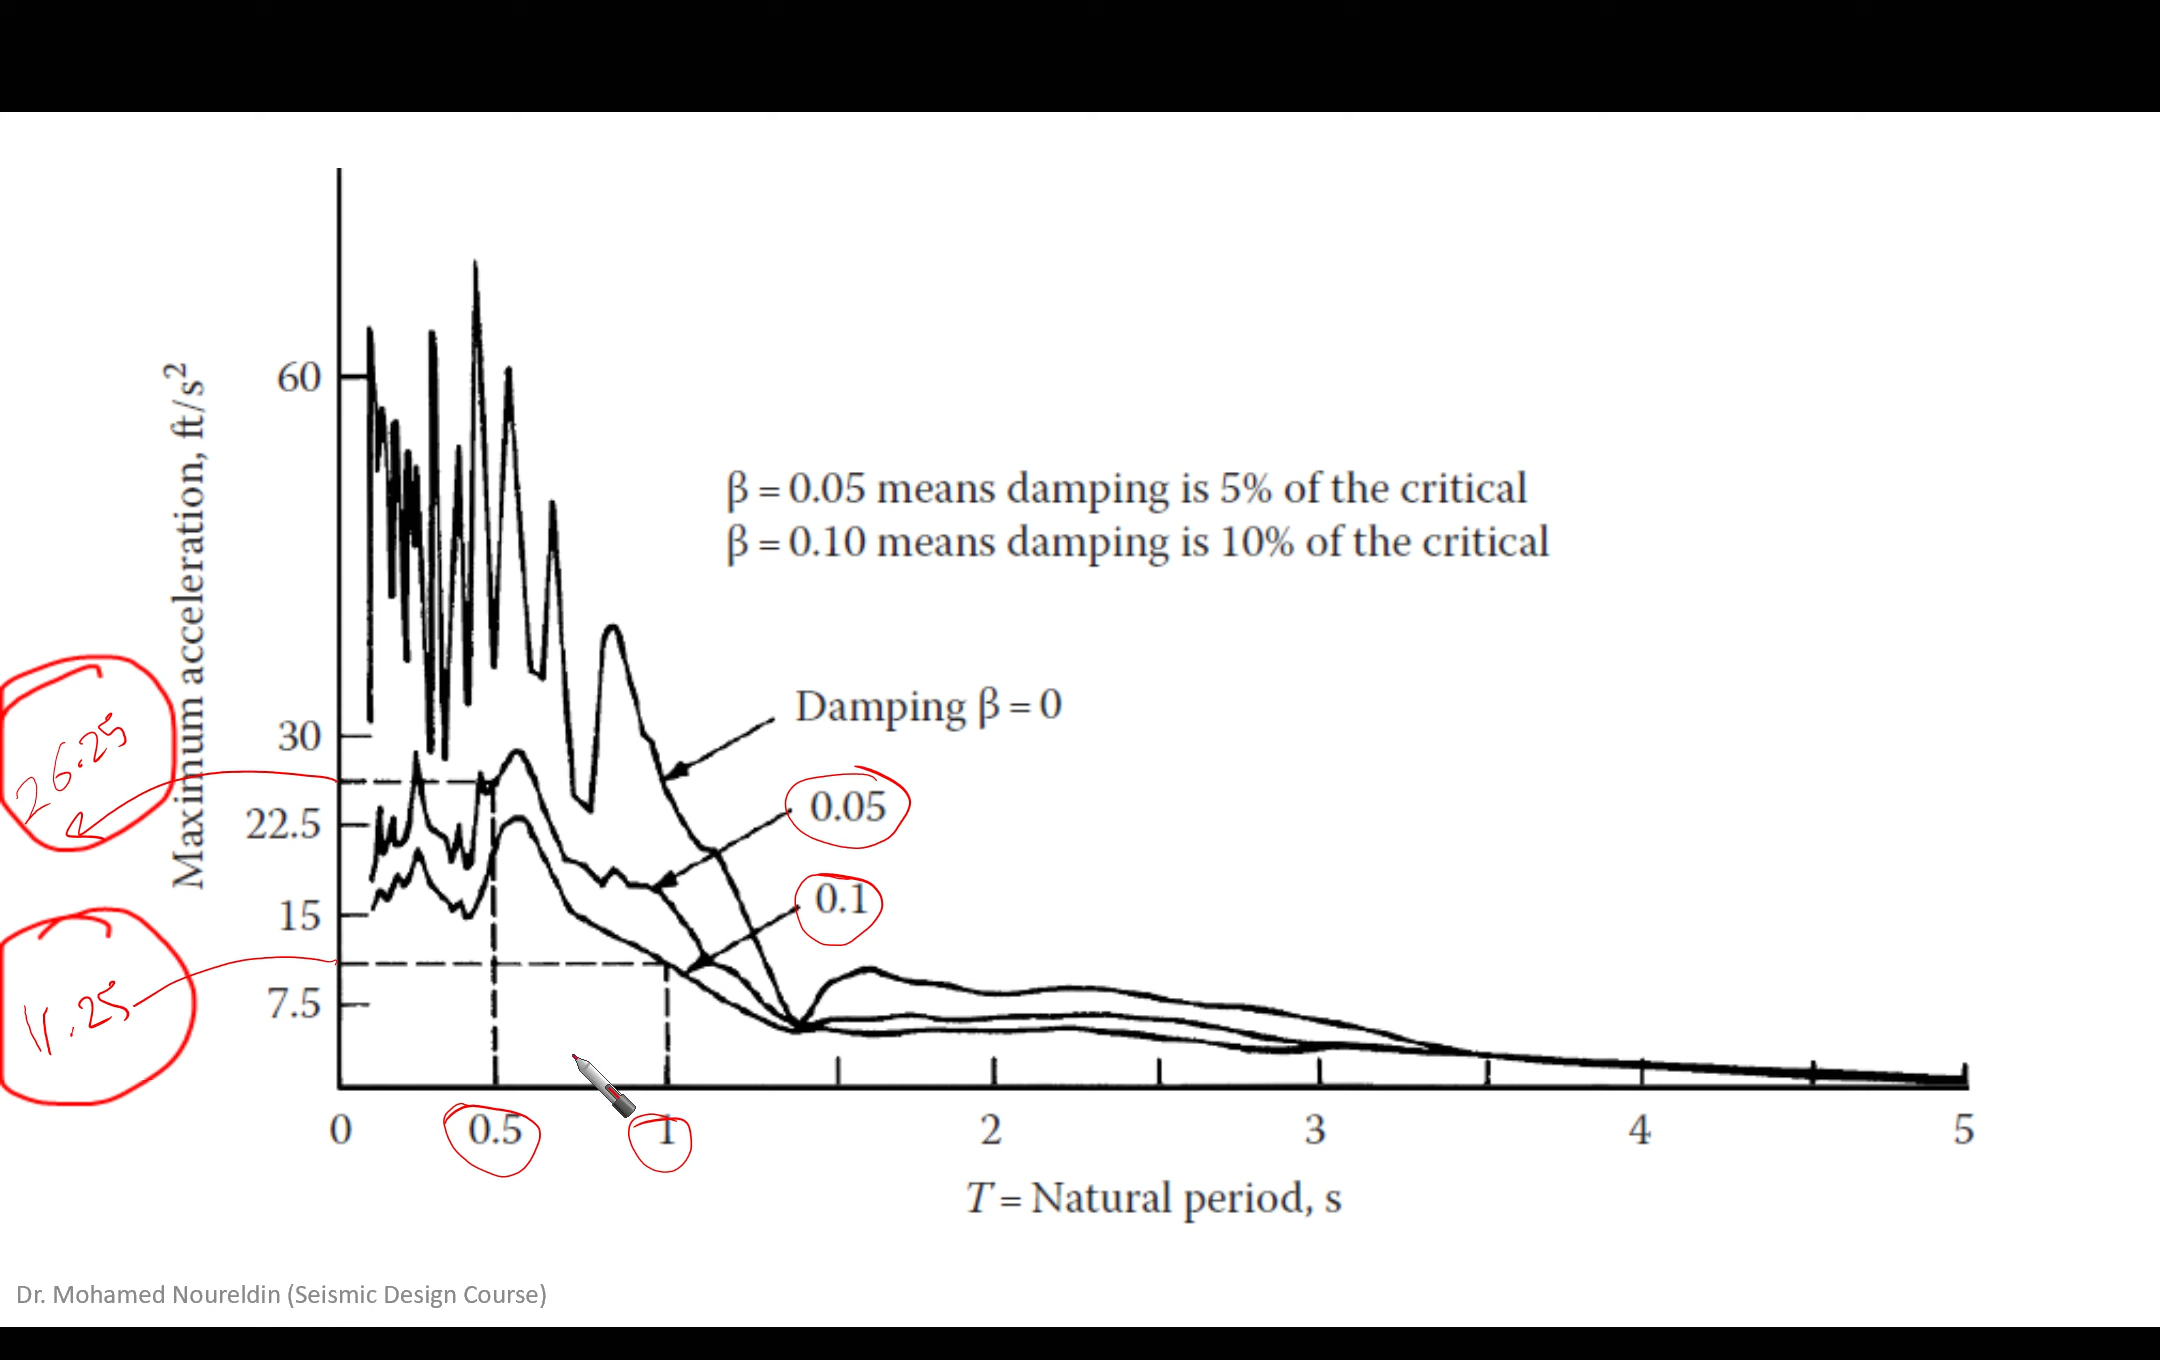 Maximum acceleration, ft/s²
60
30
22.5
15
7.5
26.25
11.25
β = 0.05 means damping is 5% of the critical
β = 0.10 means damping is 10% of the critical
Damping β = 0
0.05
0.1
0 0.5 1 2 3 4 5
T = Natural period, s
Dr. Mohamed Noureldin (Seismic Design Course)